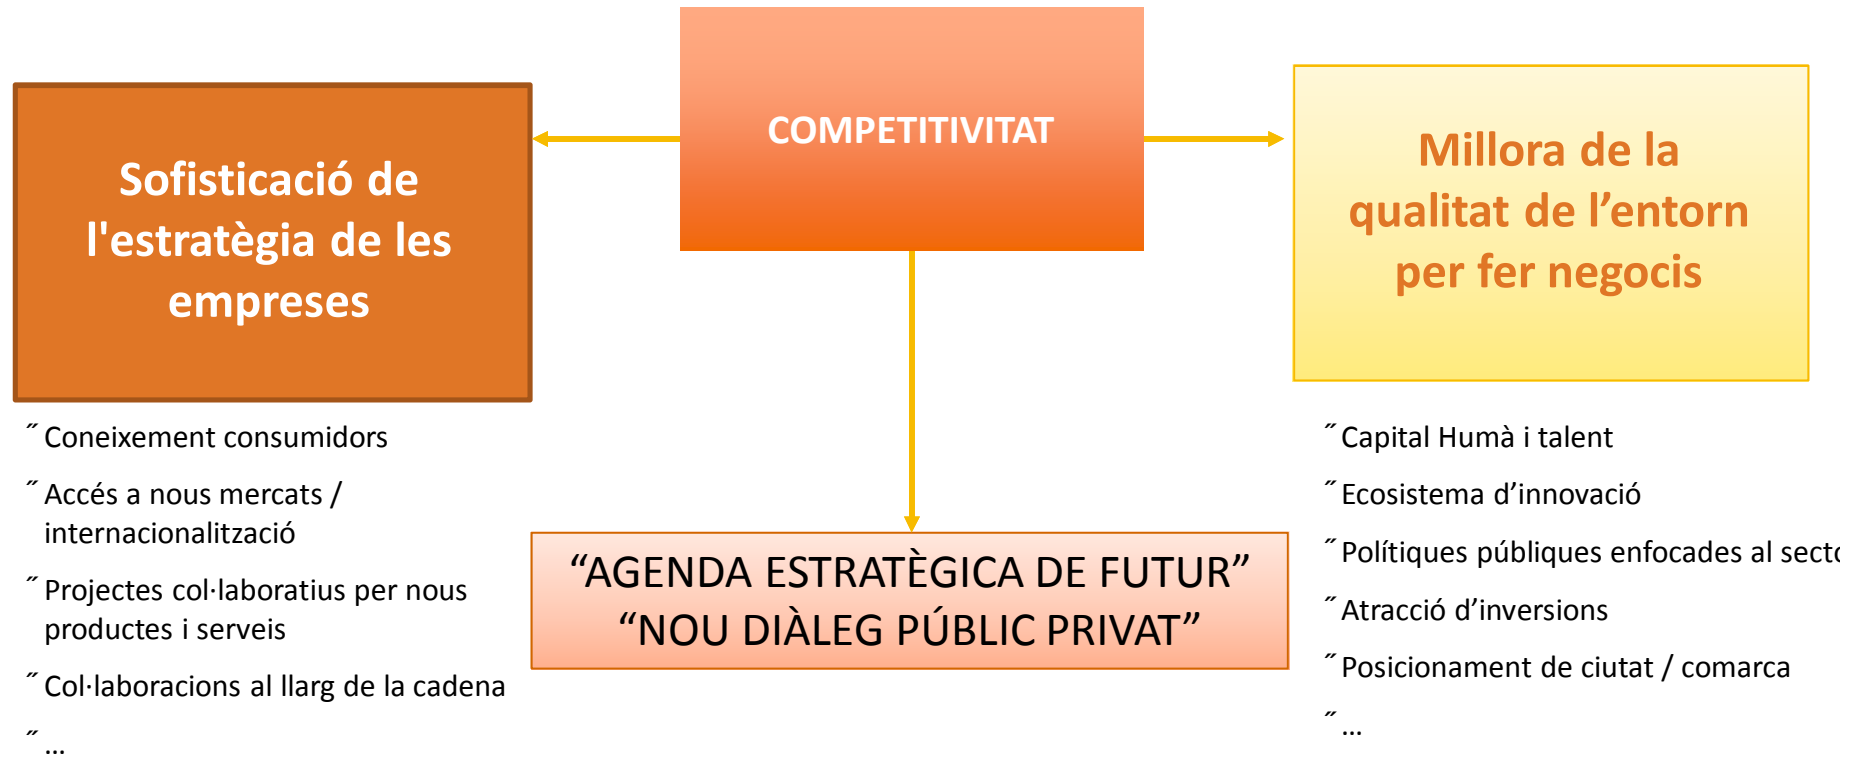 COMPETITIVITAT
Sofisticació de
l'estratègia de les
empreses
Millora de la
qualitat de l’entorn
per fer negocis
˝ Coneixement consumidors
˝ Accés a nous mercats /
internacionalització
˝ Projectes col·laboratius per nous
productes i serveis
˝ Col·laboracions al llarg de la cadena
˝ ...
“AGENDA ESTRATÈGICA DE FUTUR”
“NOU DIÀLEG PÚBLIC PRIVAT”
˝ Capital Humà i talent
˝ Ecosistema d’innovació
˝ Polítiques públiques enfocades al
˝ Atracció d’inversions
˝ Posicionament de ciutat / comarca
˝ ...